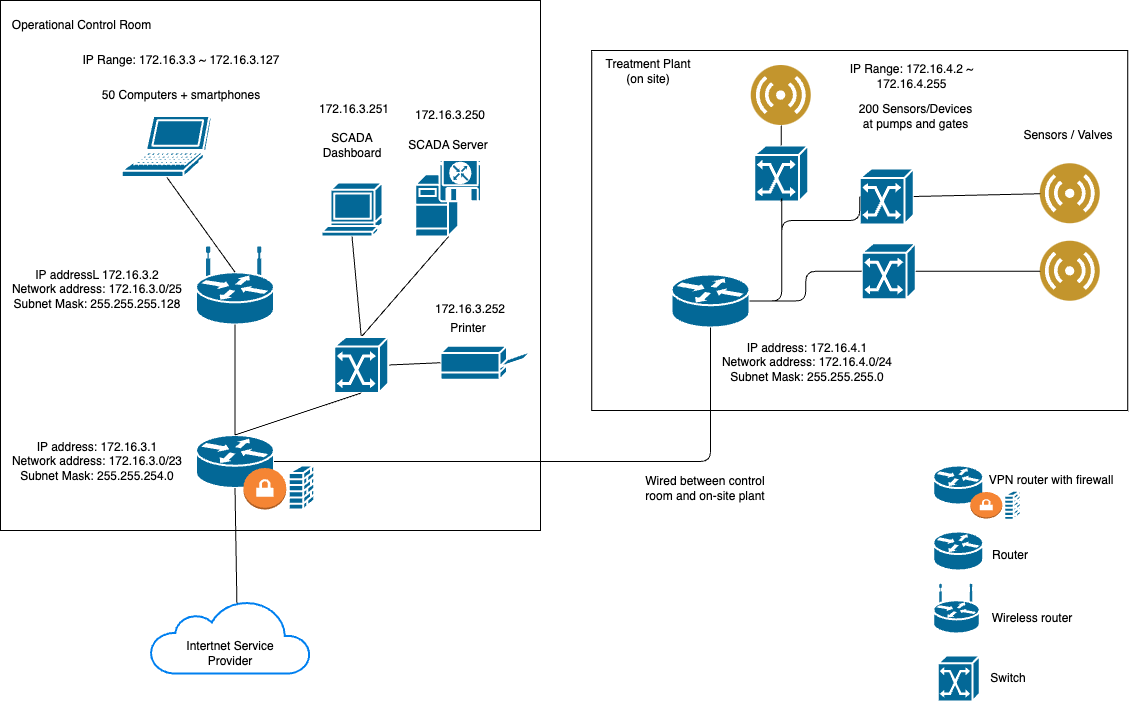 Operational Control Room
IP Range: 172.16.3.3 ~ 172.16.3.127
50 Computers + smartphones
172.16.3.251
SCADA
Dashboard
172.16.3.250
SCADA Server
IP addressL 172.16.3.2
Network address: 172.16.3.0/25
Subnet Mask: 255.255.255.128
172.16.3.252
Printer
IP address: 172.16.3.1
Network address: 172.16.3.0/23
Subnet Mask: 255.255.254.0
Internet Service
Provider
Treatment Plant
(on site)
IP Range: 172.16.4.2 ~
172.16.4.255
200 Sensors/Devices
at pumps and gates
Sensors / Valves
IP address: 172.16.4.1
Network address: 172.16.4.0/24
Subnet Mask: 255.255.255.0
Wired between control
room and on-site plant
VPN router with firewall
Router
Wireless router
Switch